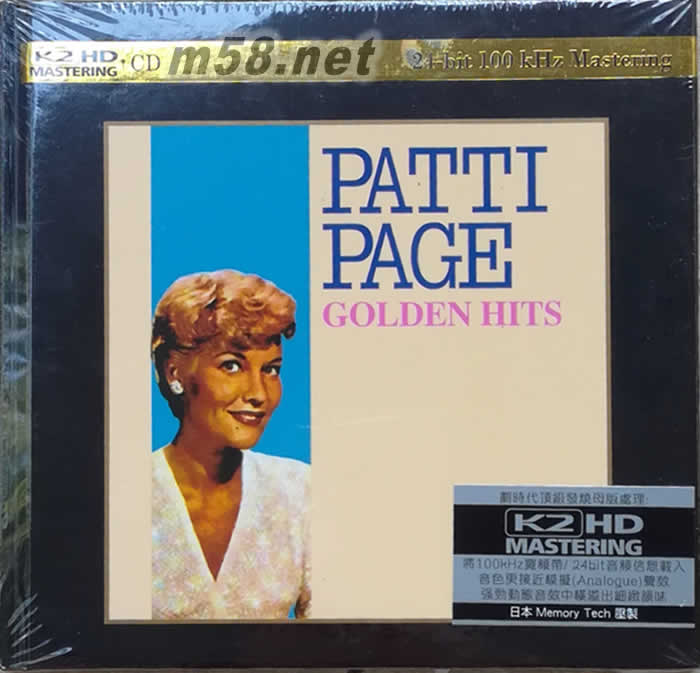 K2 HD
MASTERING
·CD
m58.net
24-bit 100 kHz Mastering
PATTI
PAGE
GOLDEN HITS
劃時代頂級發燒母版處理:
K2 HD
MASTERING
將100kHz寬頻帶/24bit音頻信息載入
音色更接近模擬(Analogue)聲效
強勁動態音效中橫溢出細緻韻味
日本 Memory Tech 壓製